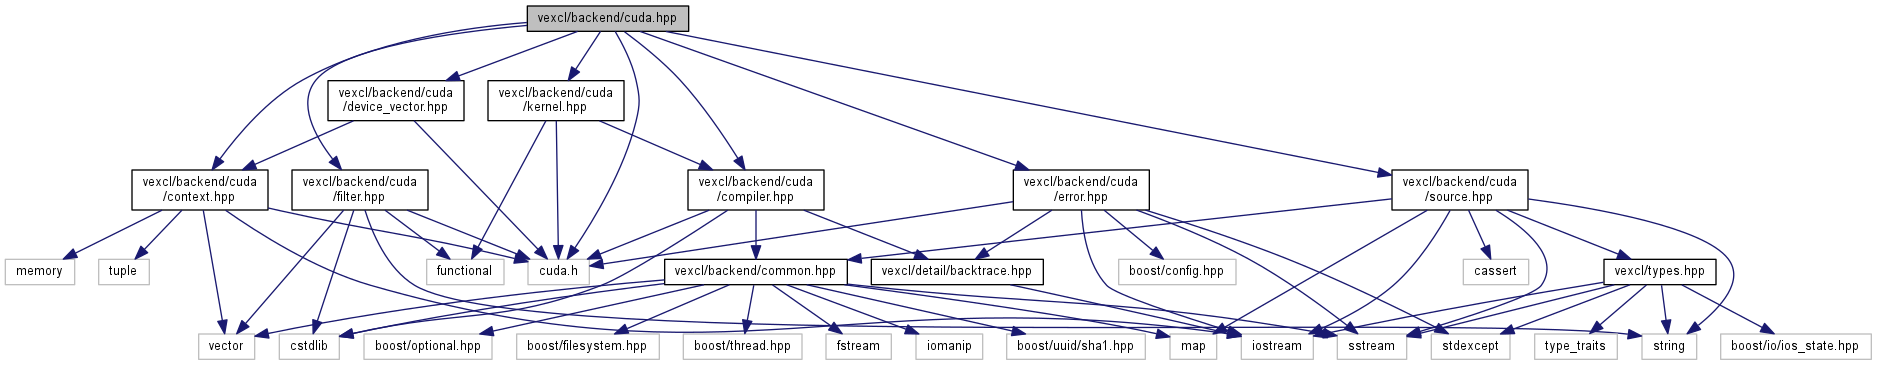 vexcl/backend/cuda.hpp
vexcl/backend/cuda
/device_vector.hpp
vexcl/backend/cuda
/kernel.hpp
vexcl/backend/cuda
/context.hpp
vexcl/backend/cuda
/filter.hpp
vexcl/backend/cuda
/compiler.hpp
vexcl/backend/cuda
/error.hpp
vexcl/backend/cuda
/source.hpp
memory
tuple
functional
cuda.h
vexcl/backend/common.hpp
vexcl/detail/backtrace.hpp
boost/config.hpp
cassert
vexcl/types.hpp
vector
cstdlib
boost/optional.hpp
boost/filesystem.hpp
boost/thread.hpp
fstream
iomanip
boost/uuid/sha1.hpp
map
iostream
sstream
stdexcept
type_traits
string
boost/io/ios_state.hpp